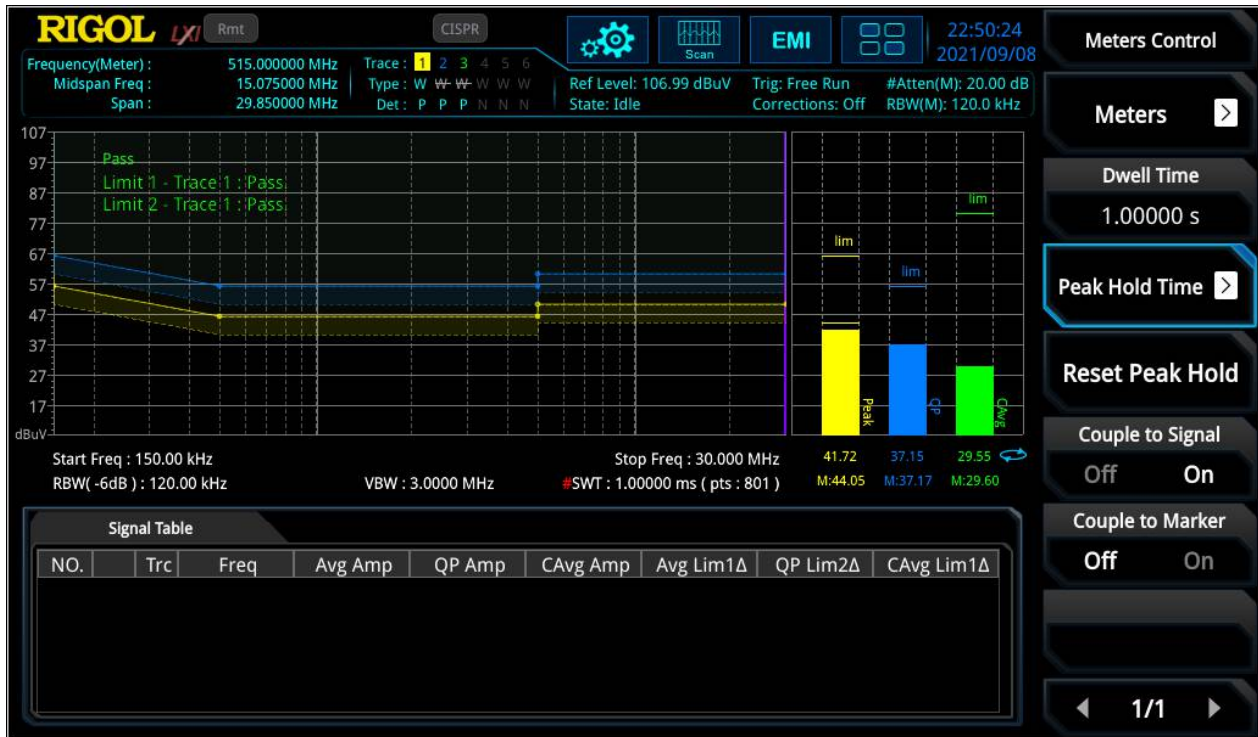 RIGOL LXI Rmt CISPR Scan EMI 22:50:24
2021/09/08
Frequency(Meter) : 515.000000 MHz Trace : 1 2 3 4 5 6 Ref Level: 106.99 dBuV Trig: Free Run #Atten(M): 20.00 dB
Midspan Freq : 15.075000 MHz Type : W W W W W W State: Idle Corrections: Off RBW(M): 120.0 kHz
Span : 29.850000 MHz Det : P P P N N N
107
97
87
77
67
57
47
37
27
17
dBuV
Pass
Limit 1 - Trace 1 : Pass
Limit 2 - Trace 1 : Pass
lim
lim
lim
Peak
QP
CAvg
Start Freq : 150.00 kHz Stop Freq : 30.000 MHz 41.72 37.15 29.55
RBW( -6dB ) : 120.00 kHz VBW : 3.0000 MHz #SWT : 1.00000 ms ( pts : 801 ) M:44.05 M:37.17 M:29.60
Signal Table
NO. Trc Freq Avg Amp QP Amp CAvg Amp Avg Lim1Δ QP Lim2Δ CAvg Lim1Δ
Meters Control
Meters >
Dwell Time
1.00000 s
Peak Hold Time >
Reset Peak Hold
Couple to Signal
Off On
Couple to Marker
Off On
1/1